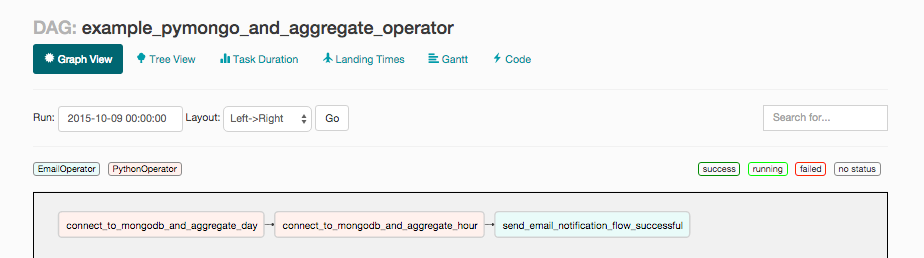 DAG: example_pymongo_and_aggregate_operator
Graph View Tree View Task Duration Landing Times Gantt Code
Run: 2015-10-09 00:00:00 Layout: Left->Right Go Search for...
EmailOperator PythonOperator success running failed no status
connect_to_mongodb_and_aggregate_day connect_to_mongodb_and_aggregate_hour send_email_notification_flow_successful